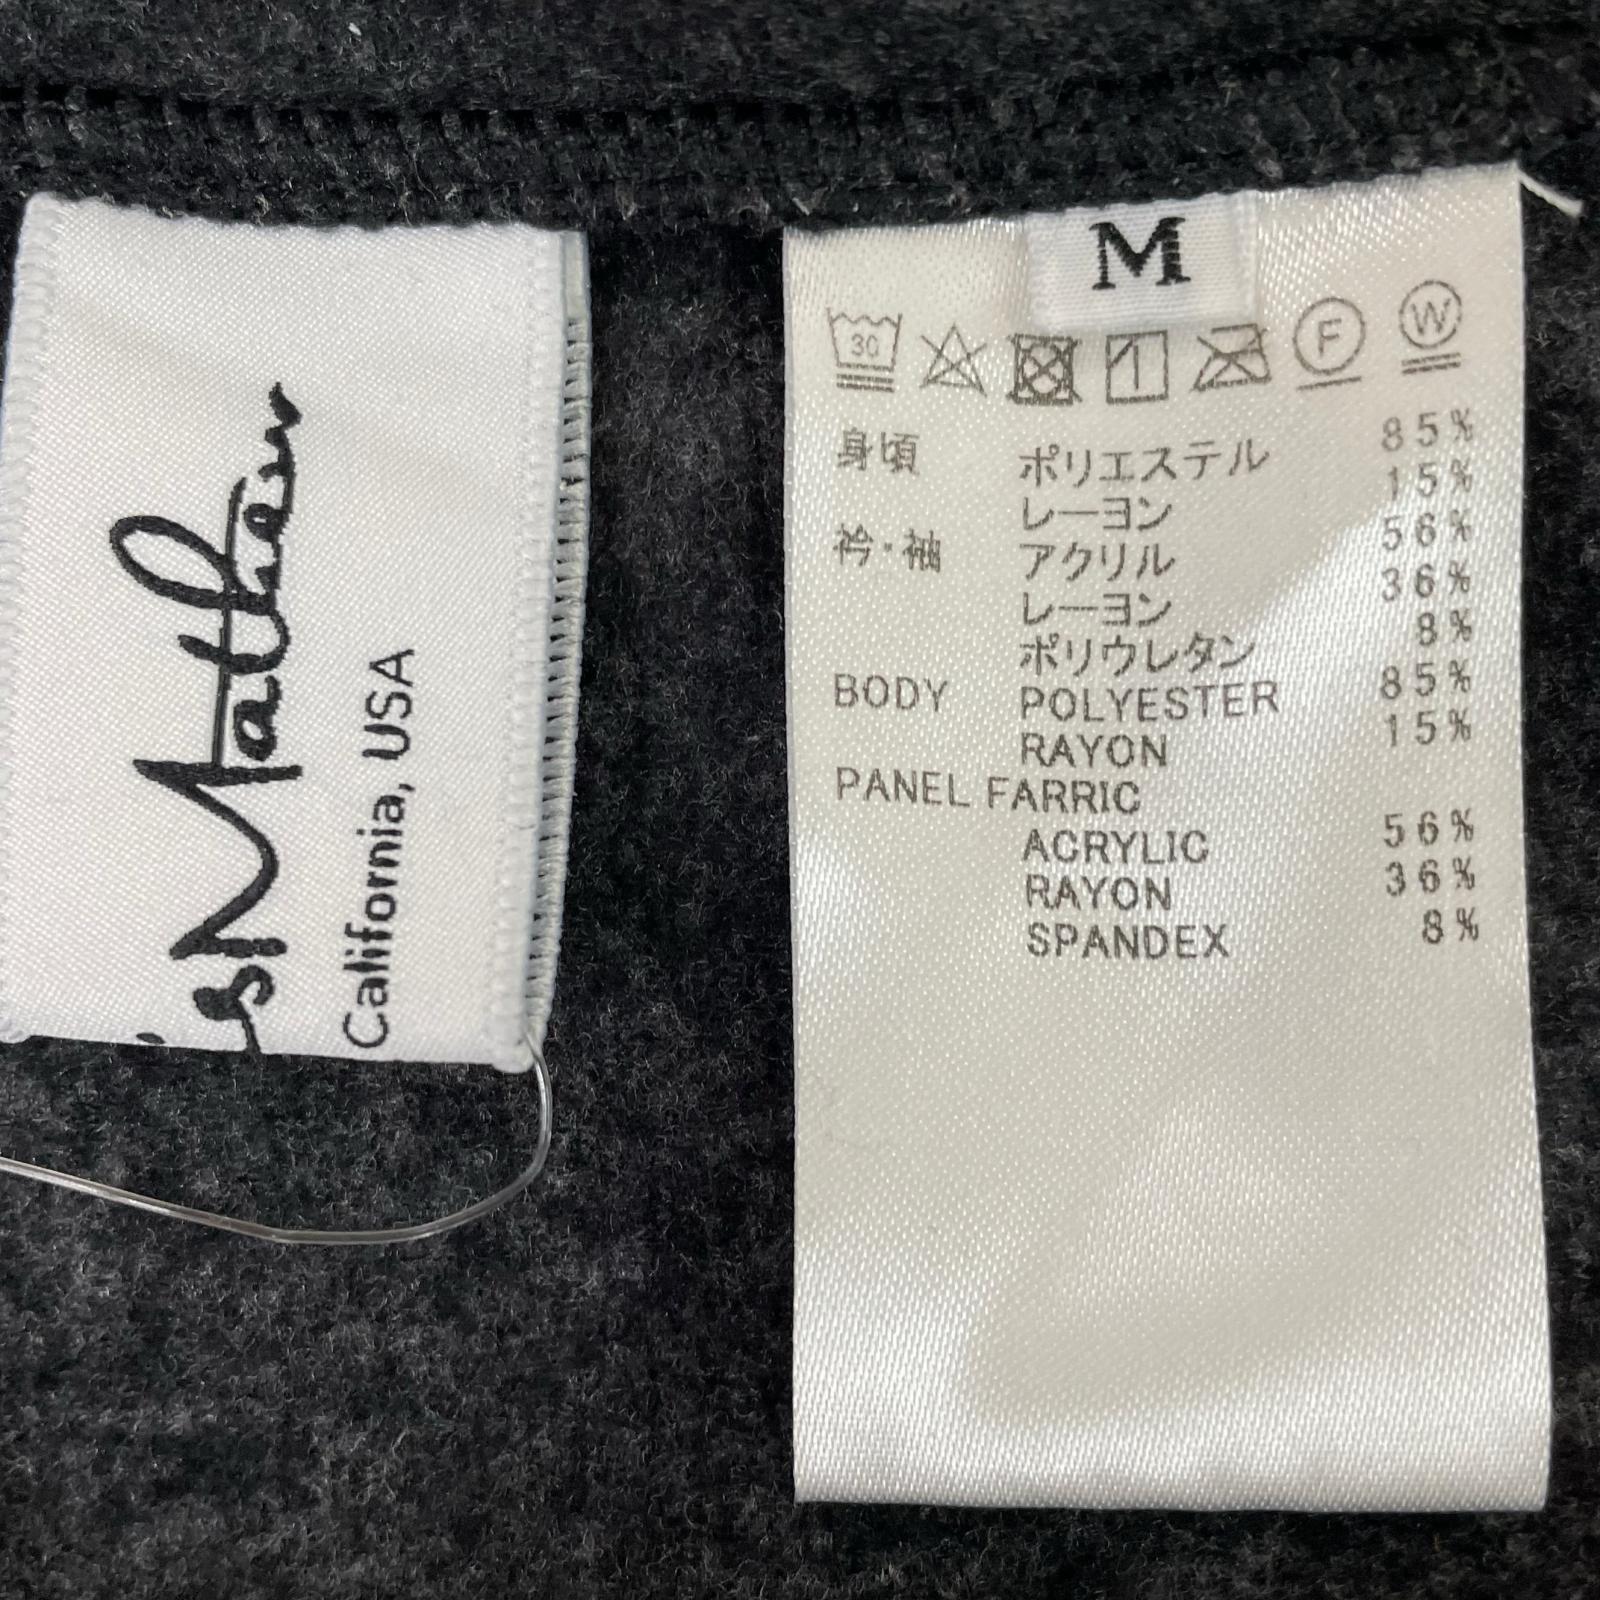 Mathew
California, USA
M
30
F
W
身頃 ポリエステル 85%
レーヨン 15%
衿・袖 アクリル 56%
レーヨン 36%
ポリウレタン 8%
BODY POLYESTER 85%
RAYON 15%
PANEL FARRIC
ACRYLIC 56%
RAYON 36%
SPANDEX 8%